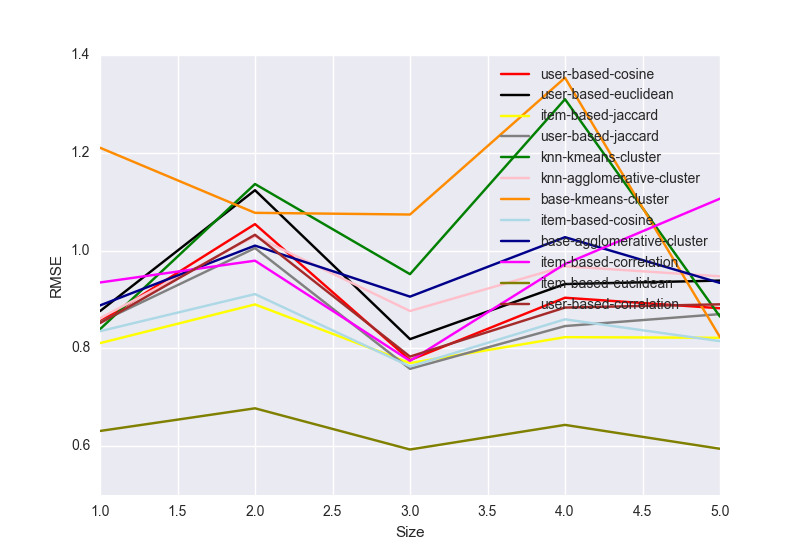 1.4
1.2
1.0
0.8
0.6
RMSE
user-based-cosine
user-based-euclidean
item-based-jaccard
user-based-jaccard
knn-kmeans-cluster
knn-agglomerative-cluster
base-kmeans-cluster
item-based-cosine
base-agglomerative-cluster
item-based-correlation
item-based-euclidean
user-based-correlation
1.0 1.5 2.0 2.5 3.0 3.5 4.0 4.5 5.0
Size